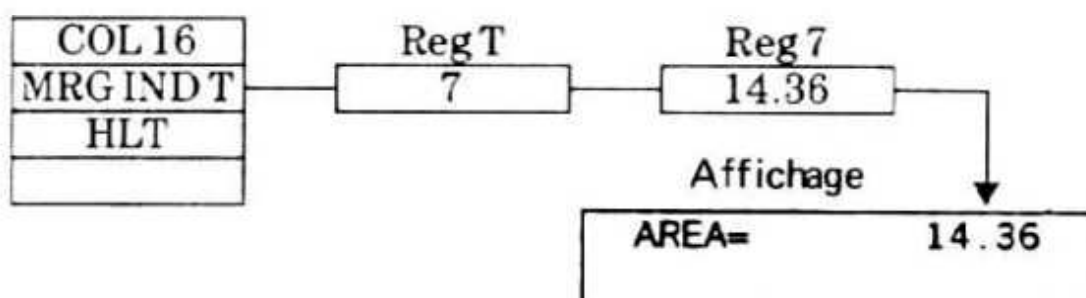 COL 16
MRG IND T
HLT
Reg T
7
Reg 7
14.36
Affichage
AREA= 14.36